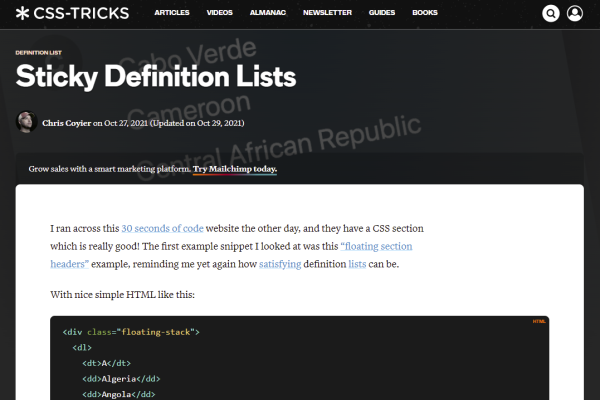 CSS-TRICKS
ARTICLES VIDEOS ALMANAC NEWSLETTER GUIDES BOOKS
C
Cabo Verde
Cameroon
Central African Republic
DEFINITION LIST
Sticky Definition Lists
Chris Coyier on Oct 27, 2021 (Updated on Oct 29, 2021)
Grow sales with a smart marketing platform. Try Mailchimp today.
I ran across this 30 seconds of code website the other day, and they have a CSS section
which is really good! The first example snippet I looked at was this “floating section
headers” example, reminding me yet again how satisfying definition lists can be.
With nice simple HTML like this:
HTML
<div class="floating-stack">
<dl>
<dt>A</dt>
<dd>Algeria</dd>
<dd>Angola</dd>